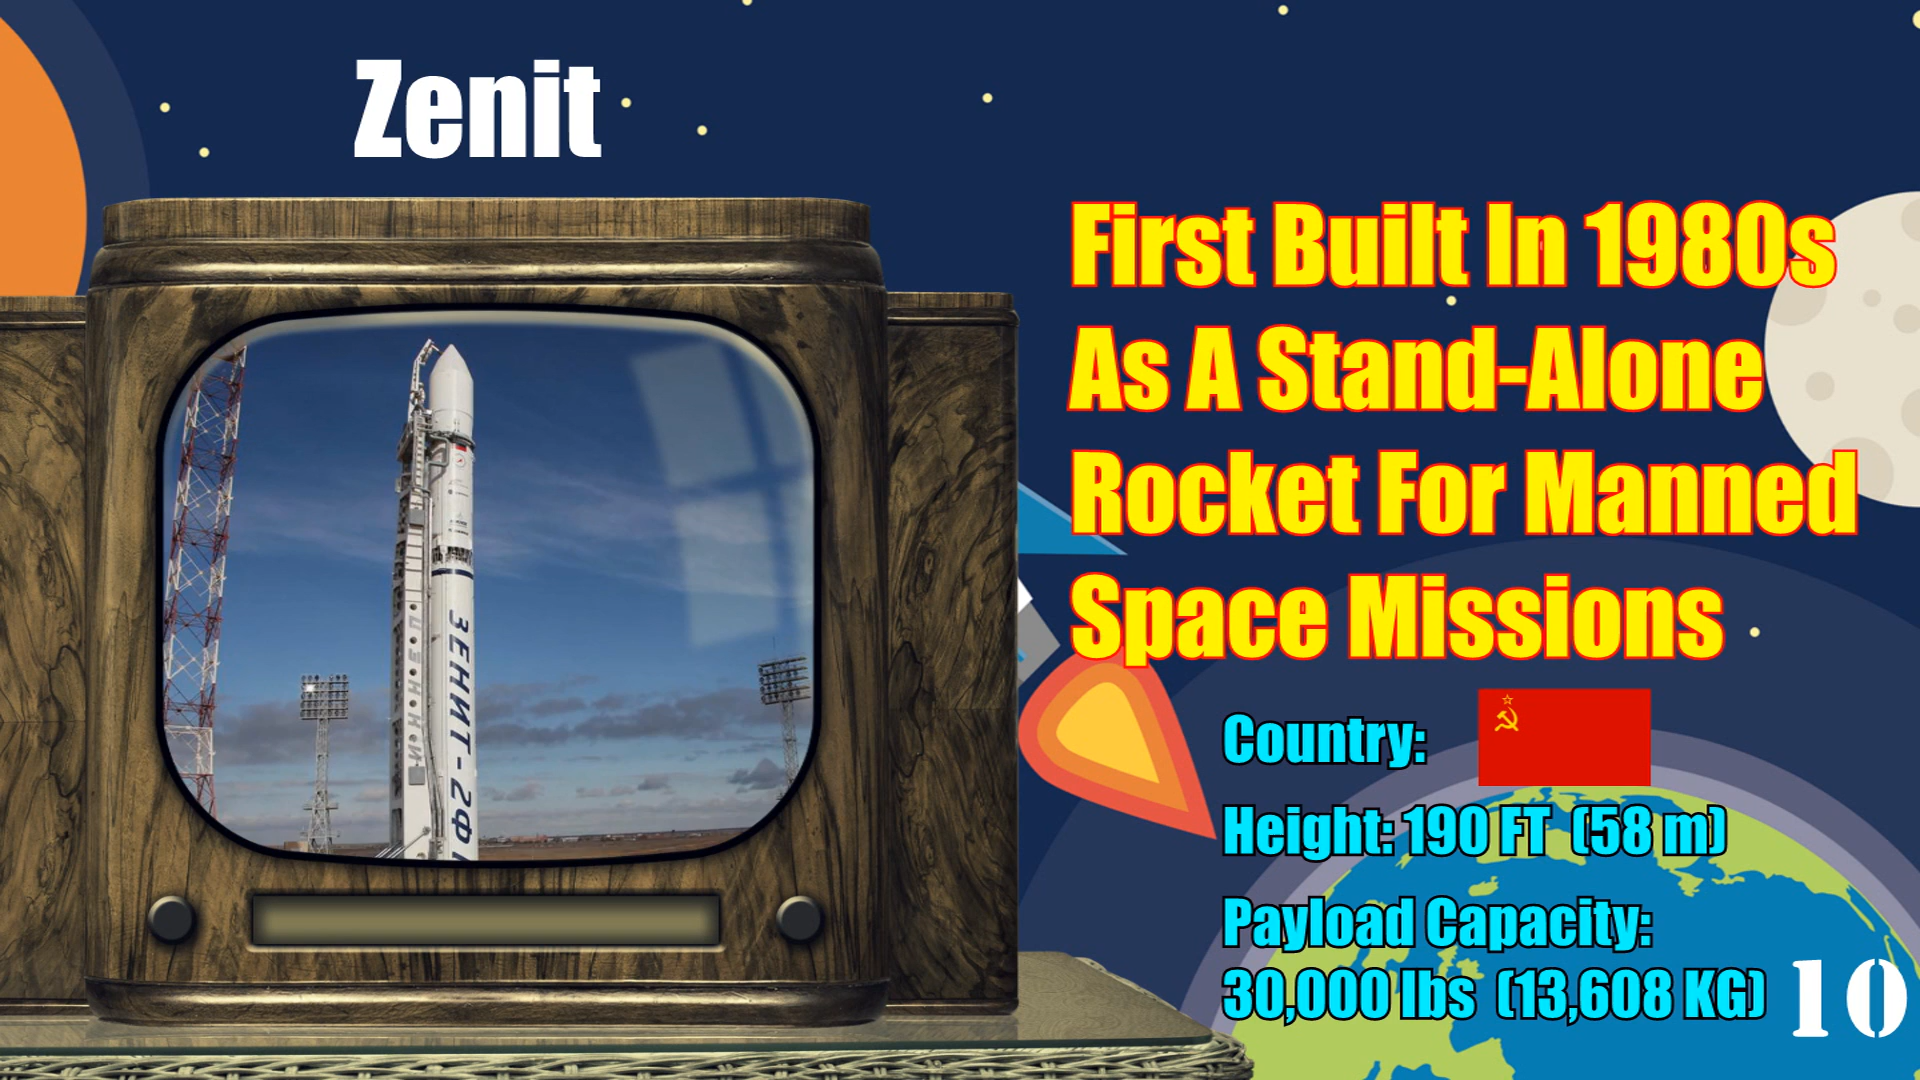 Zenit
First Built In 1980s
As A Stand-Alone
Rocket For Manned
Space Missions
Country:
Height: 190 FT (58 m)
Payload Capacity:
30,000 lbs (13,608 KG)
10
ЗЕНИТ-2Ф